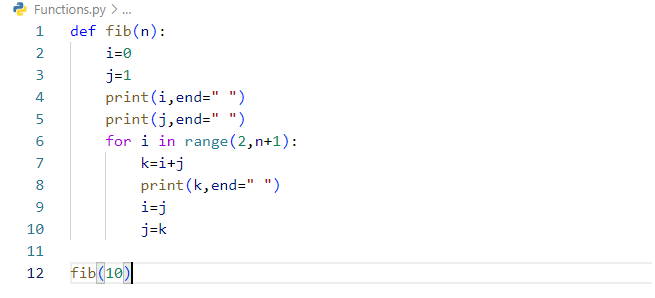 Functions.py > ...
1 def fib(n):
2     i=0
3     j=1
4     print(i,end=" ")
5     print(j,end=" ")
6     for i in range(2,n+1):
7         k=i+j
8         print(k,end=" ")
9         i=j
10         j=k
11
12 fib(10)